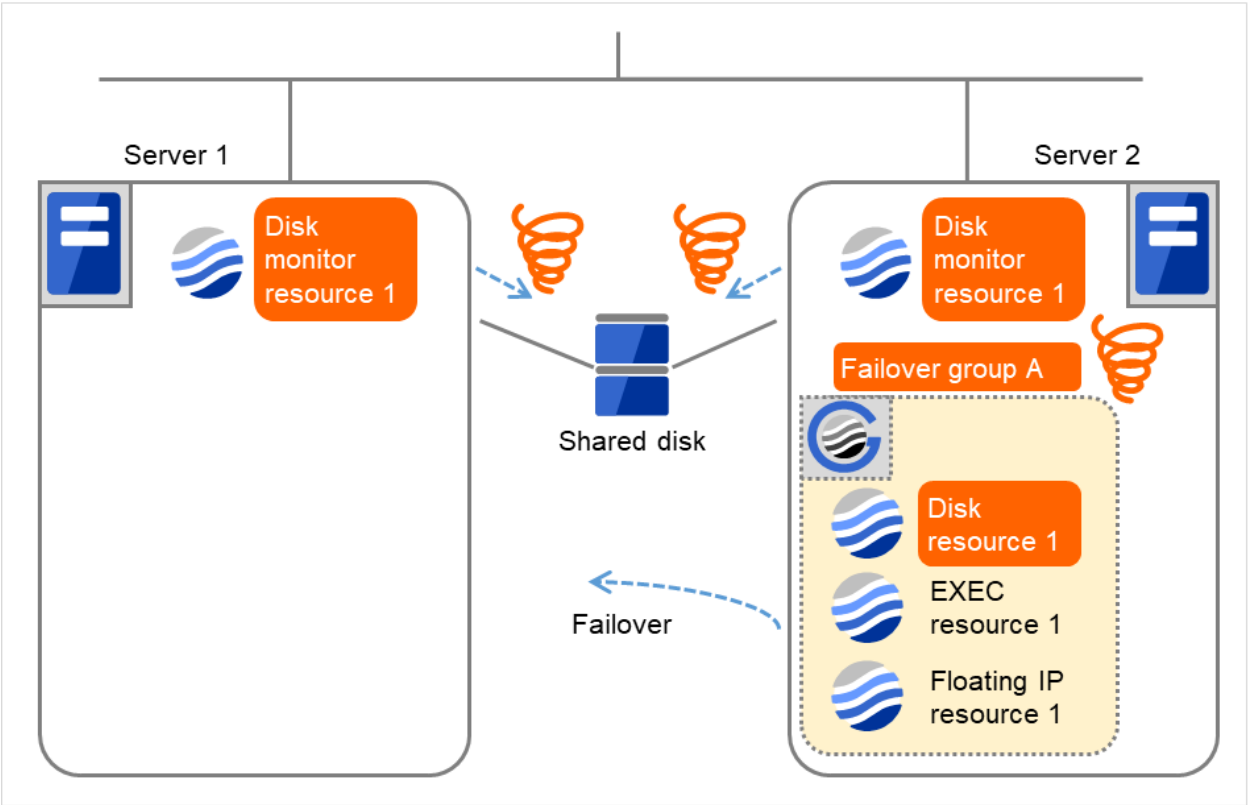 Server 1
Server 2
Disk
monitor
resource 1
Disk
monitor
resource 1
Failover group A
Shared disk
Disk
resource 1
EXEC
resource 1
Failover
Floating IP
resource 1